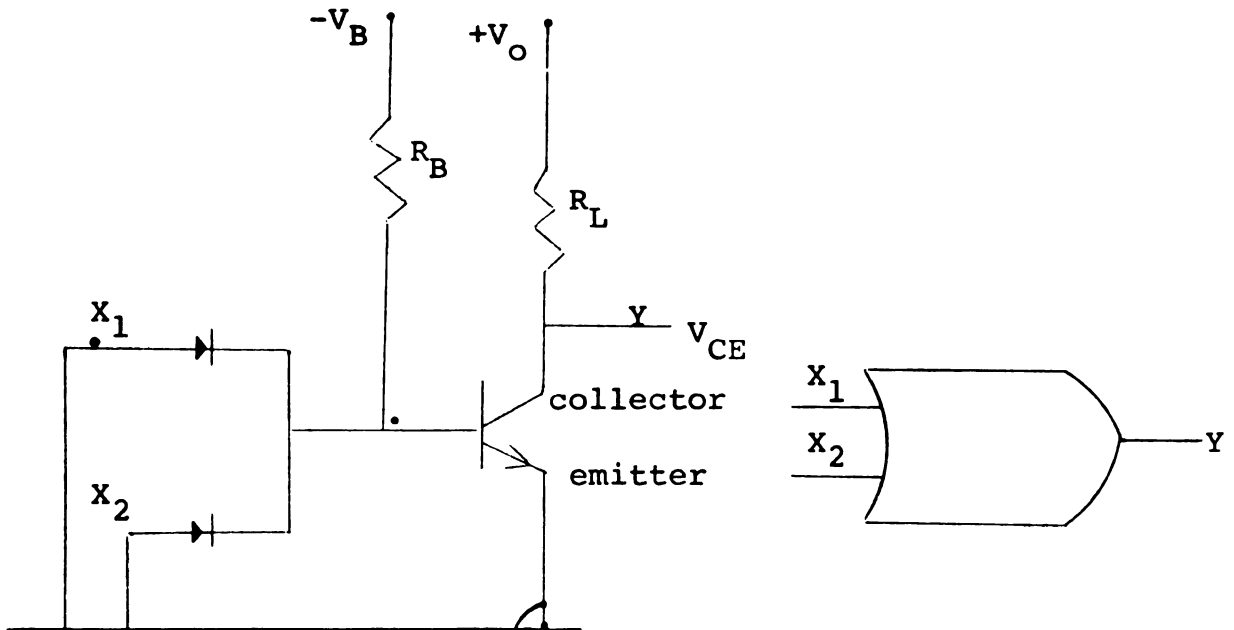 -V_B
+V_O
R_B
R_L
X_1
Y
V_CE
collector
X_1
X_2
Y
emitter
X_2